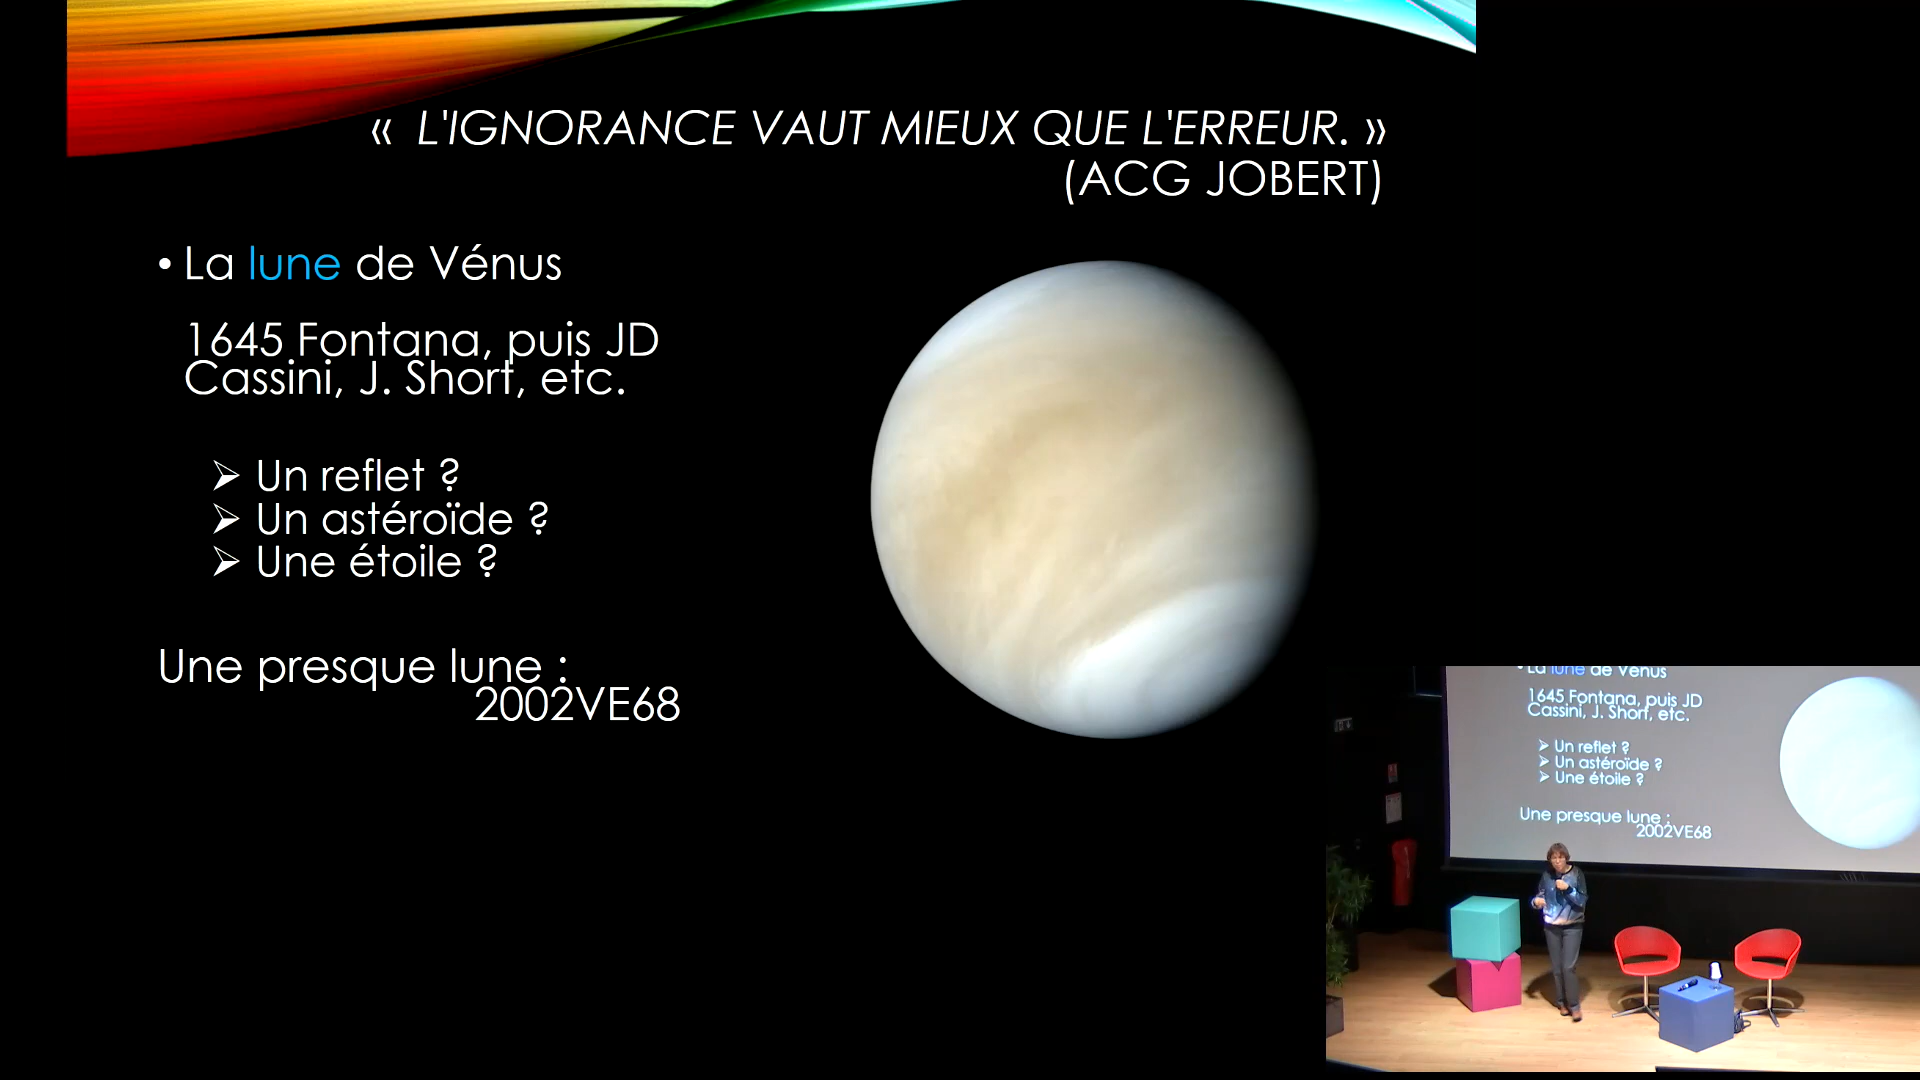 « L'IGNORANCE VAUT MIEUX QUE L'ERREUR. »
(ACG JOBERT)
• La lune de Vénus
1645 Fontana, puis JD
Cassini, J. Short, etc.
➢ Un reflet ?
➢ Un astéroïde ?
➢ Une étoile ?
Une presque lune :
2002VE68
• La lune de Vénus
1645 Fontana, puis JD
Cassini, J. Short, etc.
➢ Un reflet ?
➢ Un astéroïde ?
➢ Une étoile ?
Une presque lune :
2002VE68